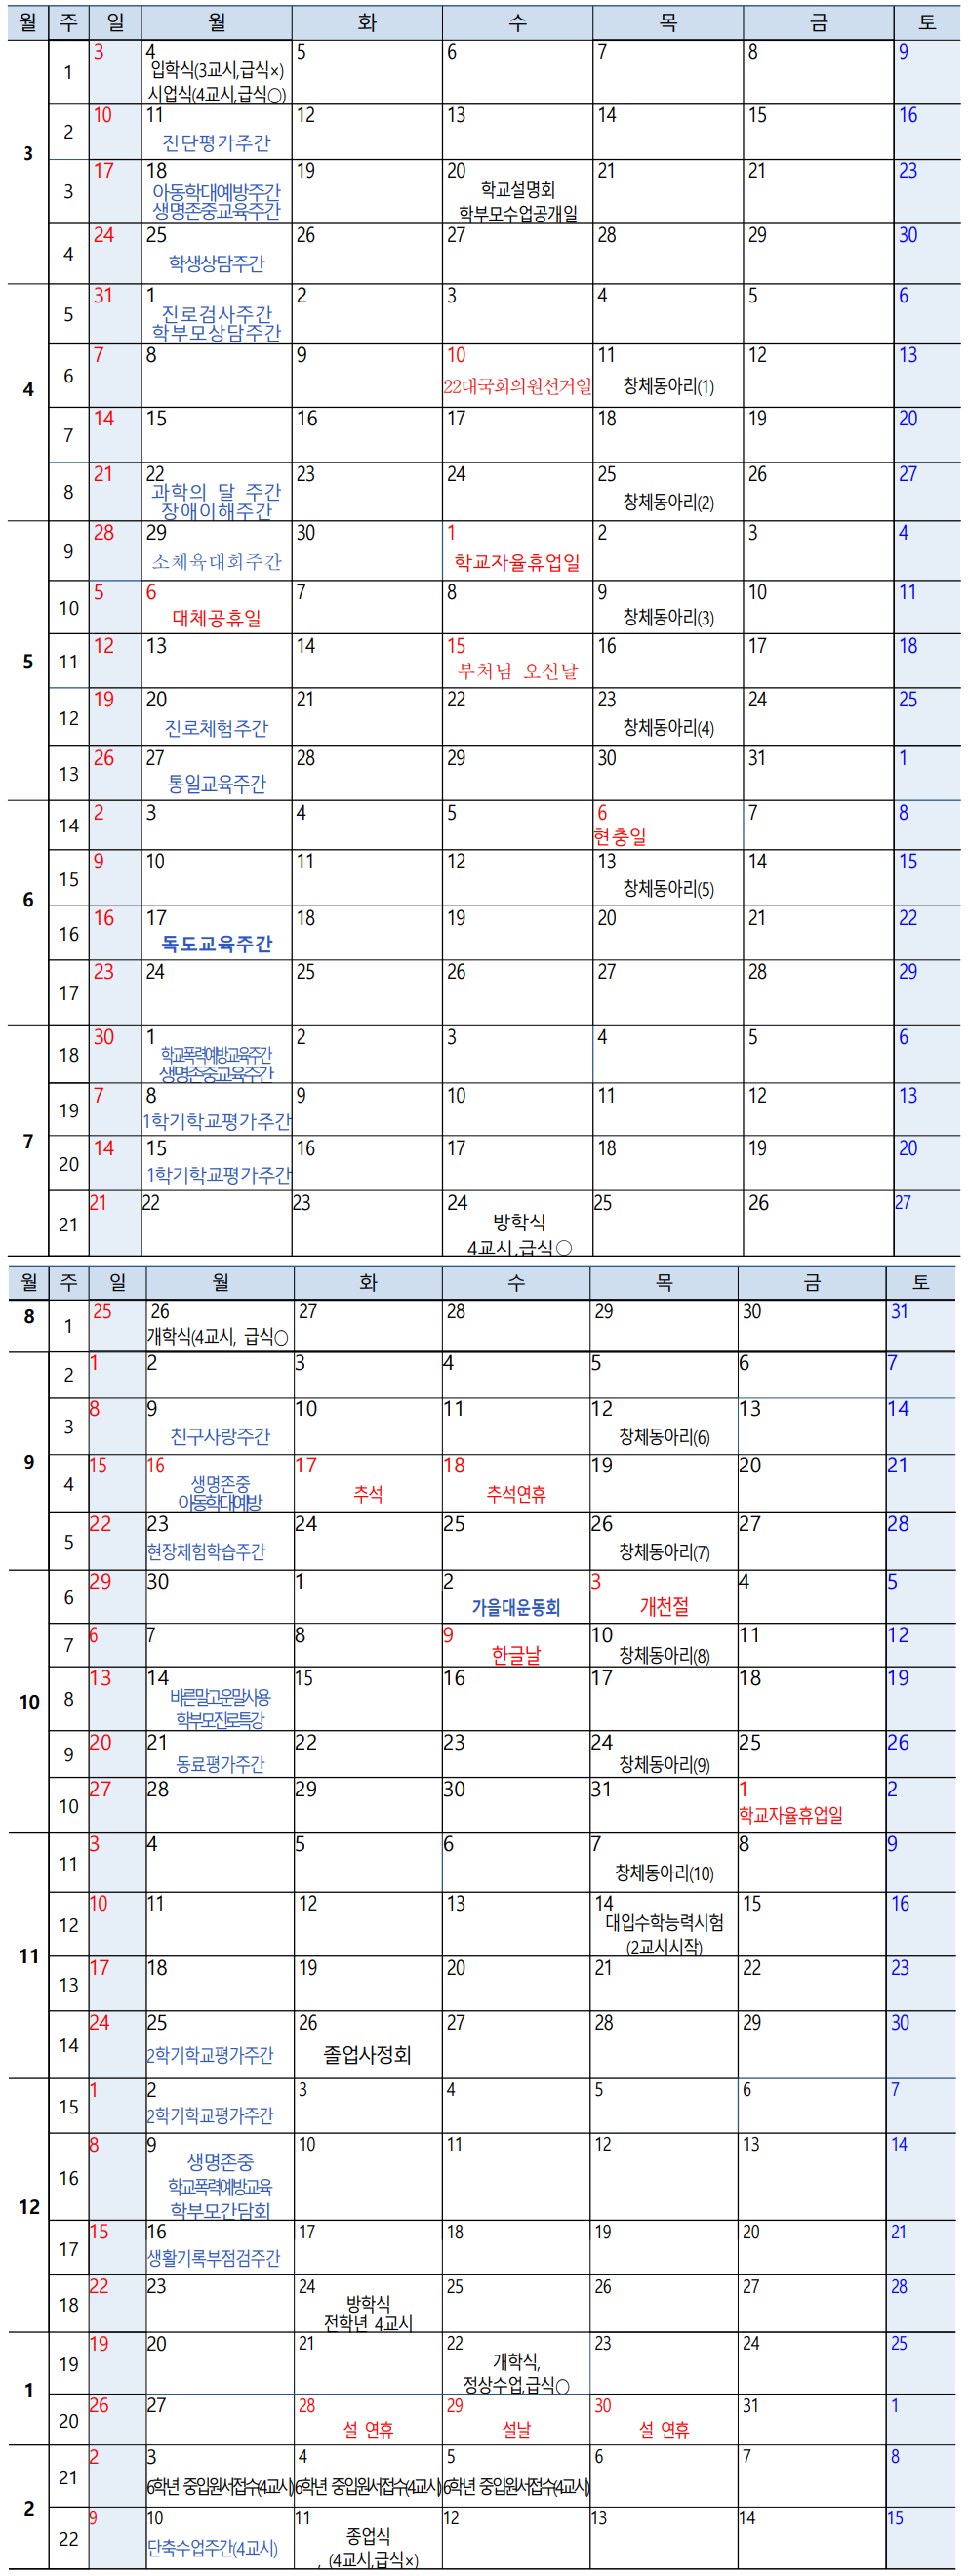 월 주 일 월 화 수 목 금 토
3 4 5 6 7 8 9
입학식(3교시,급식×)
1
시업식(4교시,급식○)
10 11 12 13 14 15 16
2 진단평가주간
3
17 18 19 20 21 21 23
3 아동학대예방주간 학교설명회
생명존중교육주간 학부모수업공개일
24 25 26 27 28 29 30
4 학생상담주간
31 1 2 3 4 5 6
5 진로검사주간
학부모상담주간
7 8 9 10 11 12 13
4 6 22대국회의원선거일 창체동아리(1)
14 15 16 17 18 19 20
7
21 22 23 24 25 26 27
8 과학의 달 주간 창체동아리(2)
장애이해주간
28 29 30 1 2 3 4
9 소체육대회주간 학교자율휴업일
5 6 7 8 9 10 11
10 대체공휴일 창체동아리(3)
12 13 14 15 16 17 18
5 11 부처님 오신날
19 20 21 22 23 24 25
12 진로체험주간 창체동아리(4)
26 27 28 29 30 31 1
13 통일교육주간
2 3 4 5 6 7 8
14 현충일
9 10 11 12 13 14 15
15 창체동아리(5)
6
16 17 18 19 20 21 22
16 독도교육주간
23 24 25 26 27 28 29
17
30 1 2 3 4 5 6
18 학교폭력예방교육주간
생명존중교육주간
7 8 9 10 11 12 13
19 1학기학교평가주간
7
14 15 16 17 18 19 20
20 1학기학교평가주간
21 22 23 24 25 26 27
21 방학식
4교시,급식○
월 주 일 월 화 수 목 금 토
8 25 26 27 28 29 30 31
1 개학식(4교시, 급식○
1 2 3 4 5 6 7
2
8 9 10 11 12 13 14
3 친구사랑주간 창체동아리(6)
9
15 16 17 18 19 20 21
4 생명존중 추석 추석연휴
아동학대예방
22 23 24 25 26 27 28
5 현장체험학습주간 창체동아리(7)
29 30 1 2 3 4 5
6 가을대운동회 개천절
6 7 8 9 10 11 12
7 한글날 창체동아리(8)
13 14 15 16 17 18 19
10 8 바른말고운말사용
학부모진로특강
20 21 22 23 24 25 26
9 동료평가주간 창체동아리(9)
27 28 29 30 31 1 2
10 학교자율휴업일
3 4 5 6 7 8 9
11 창체동아리(10)
10 11 12 13 14 15 16
12 대입수학능력시험
(2교시시작)
11
17 18 19 20 21 22 23
13
24 25 26 27 28 29 30
14 2학기학교평가주간 졸업사정회
1 2 3 4 5 6 7
15 2학기학교평가주간
8 9 10 11 12 13 14
생명존중
16 학교폭력예방교육
학부모간담회
12
15 16 17 18 19 20 21
17 생활기록부점검주간
22 23 24 25 26 27 28
18 방학식
전학년 4교시
19 20 21 22 23 24 25
19 개학식,
정상수업,급식○
1
26 27 28 29 30 31 1
20 설 연휴 설날 설 연휴
2 3 4 5 6 7 8
21 6학년 중입원서접수(4교시) 6학년 중입원서접수(4교시) 6학년 중입원서접수(4교시)
2
9 10 11 12 13 14 15
22 단축수업주간(4교시) 종업식
, (4교시,급식×)